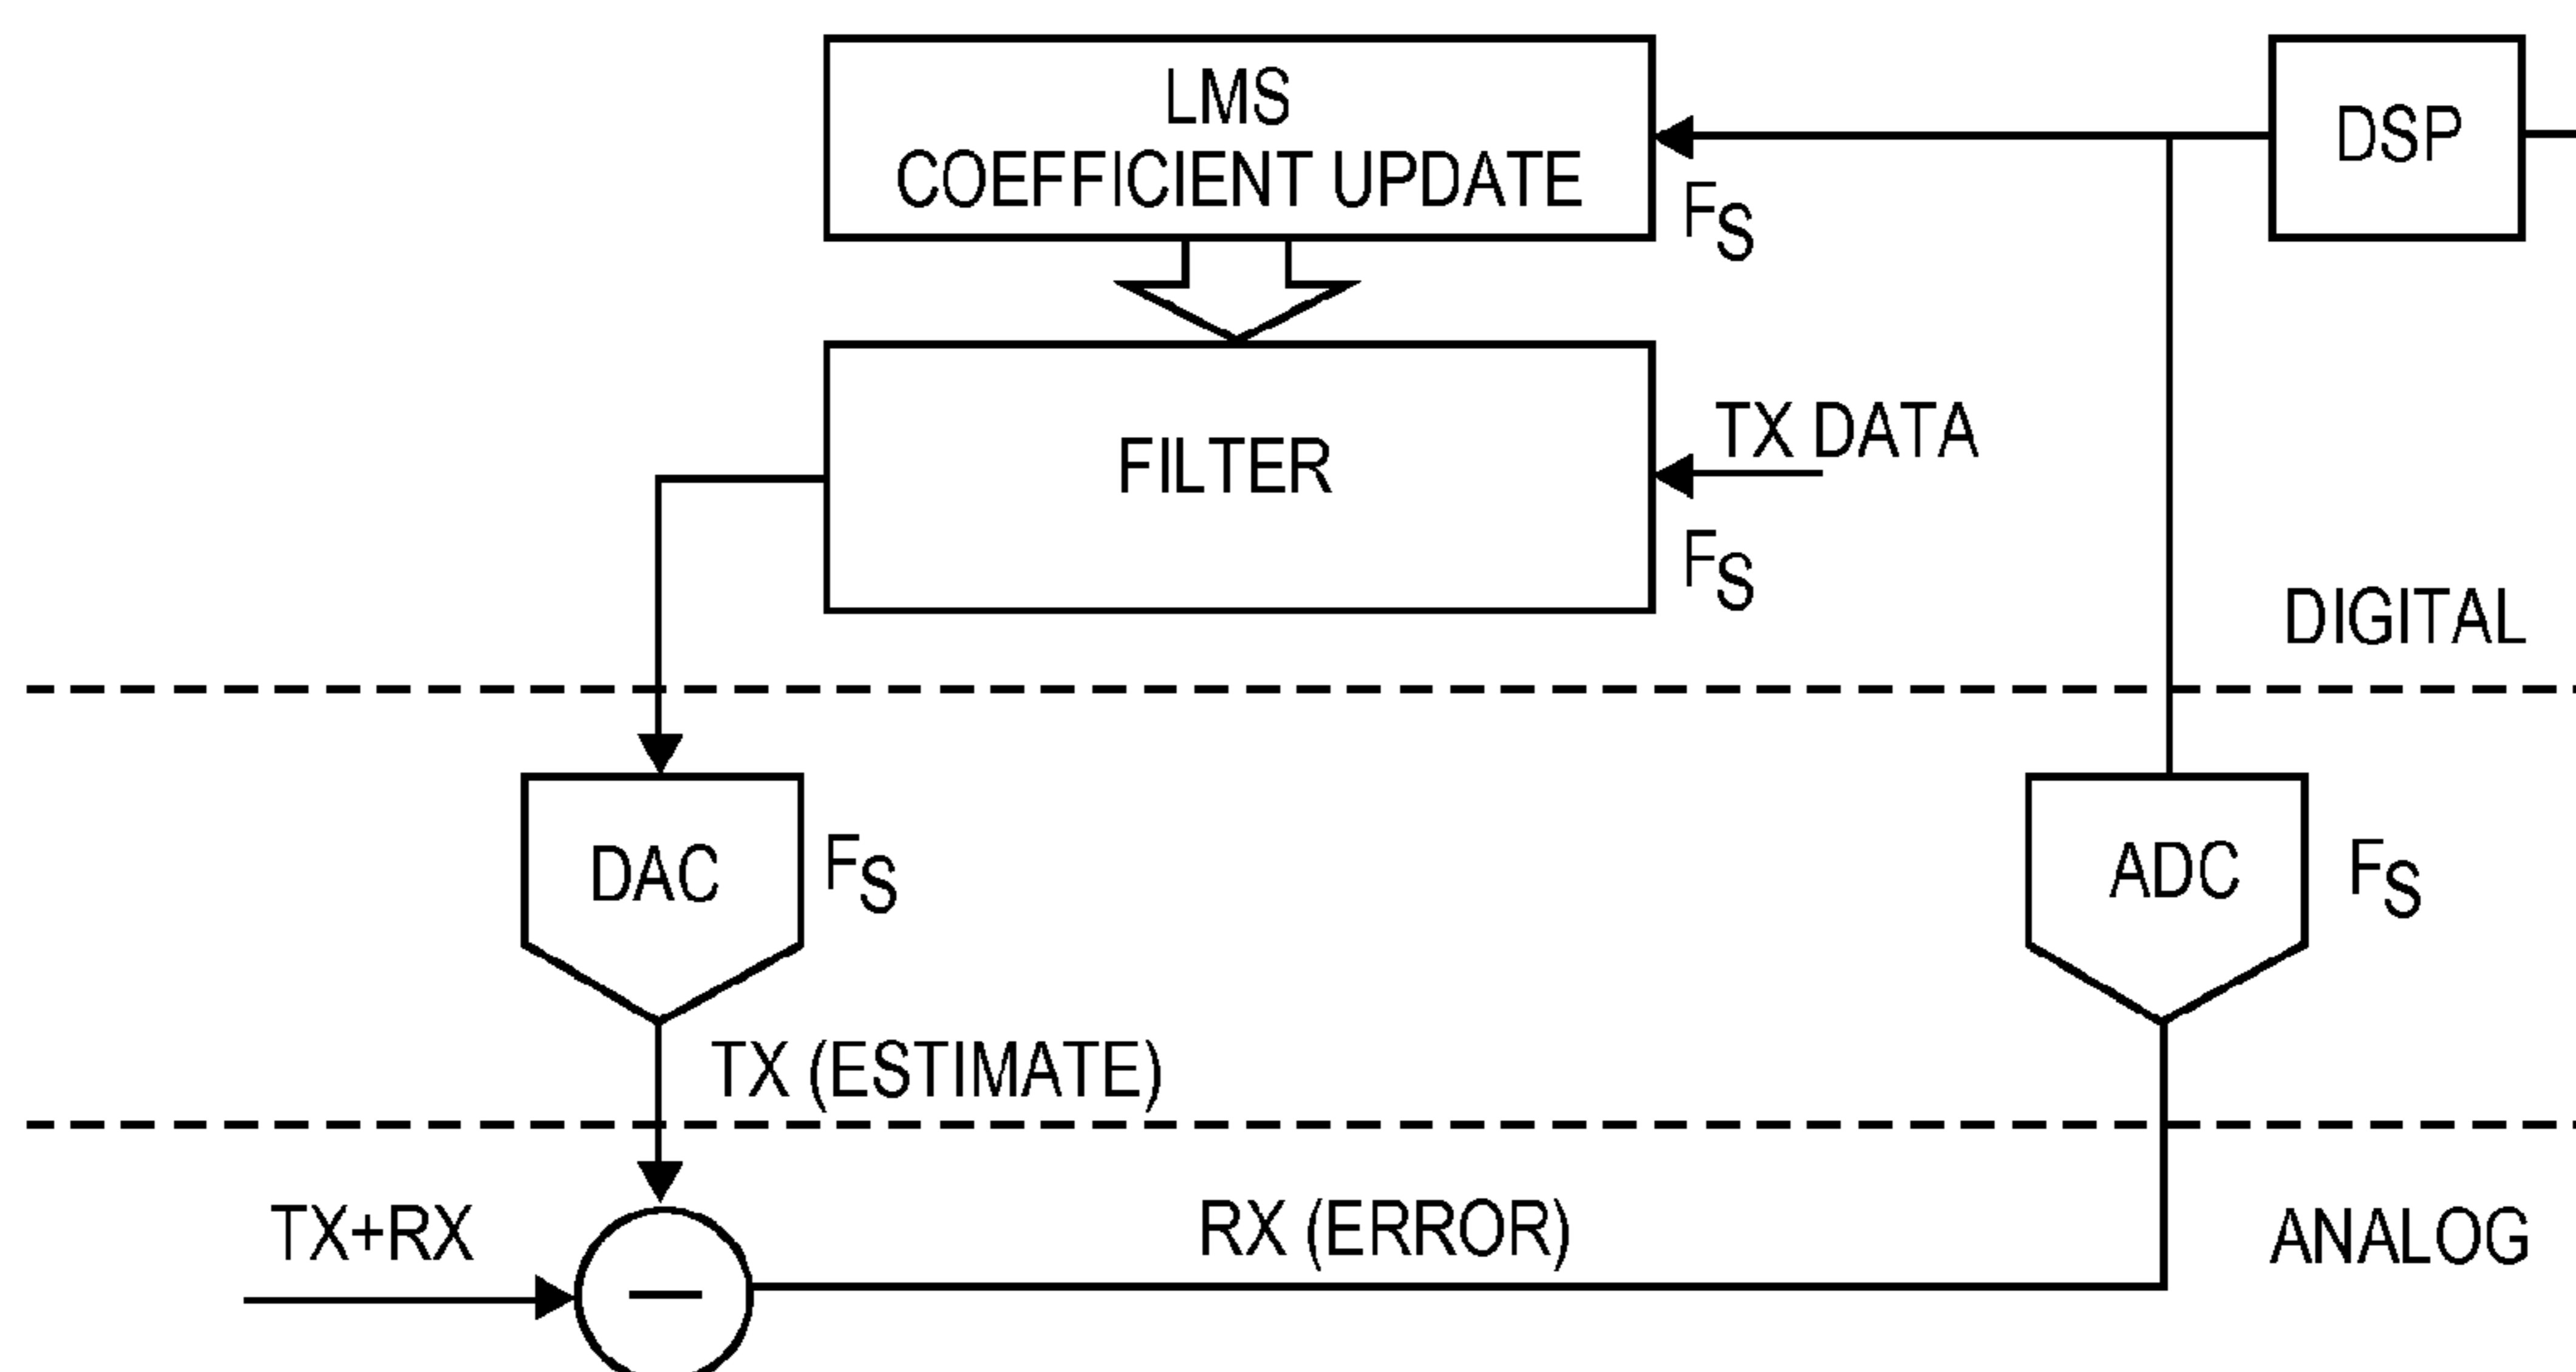 LMS
COEFFICIENT UPDATE
DSP
FS
FILTER
TX DATA
FS
DIGITAL
DAC
FS
ADC
FS
TX (ESTIMATE)
TX+RX
RX (ERROR)
ANALOG